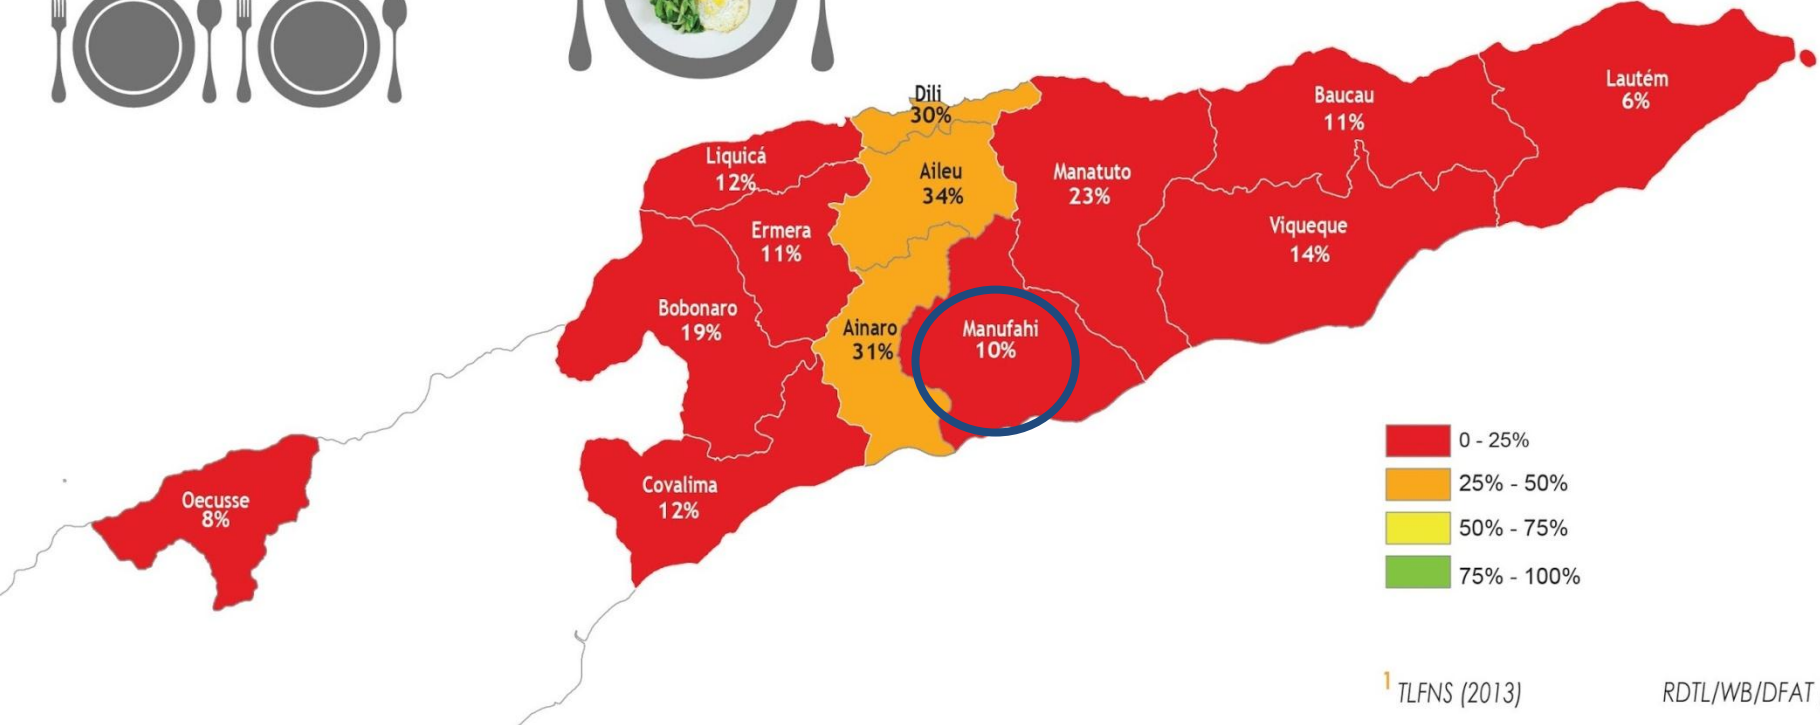 Dili
30%
Lautém
6%
Baucau
11%
Liquicá
12%
Aileu
34%
Manatuto
23%
Ermera
11%
Viqueque
14%
Bobonaro
19%
Ainaro
31%
Manufahi
10%
Oecusse
8%
Covalima
12%
0 - 25%
25% - 50%
50% - 75%
75% - 100%
1 TLFNS (2013) RDTL/WB/DFAT